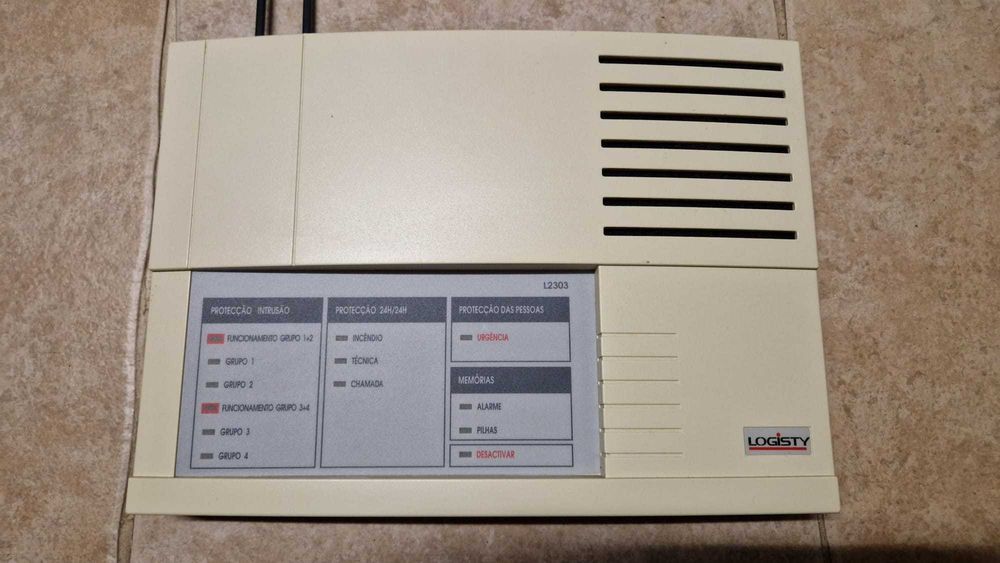 L2303
PROTECÇÃO INTRUSÃO
FUNCIONAMENTO GRUPO 1+2
GRUPO 1
GRUPO 2
FUNCIONAMENTO GRUPO 3+4
GRUPO 3
GRUPO 4
PROTECÇÃO 24H/24H
INCÊNDIO
TÉCNICA
CHAMADA
PROTECÇÃO DAS PESSOAS
URGÊNCIA
MEMÓRIAS
ALARME
PILHAS
DESACTIVAR
LOGISTY